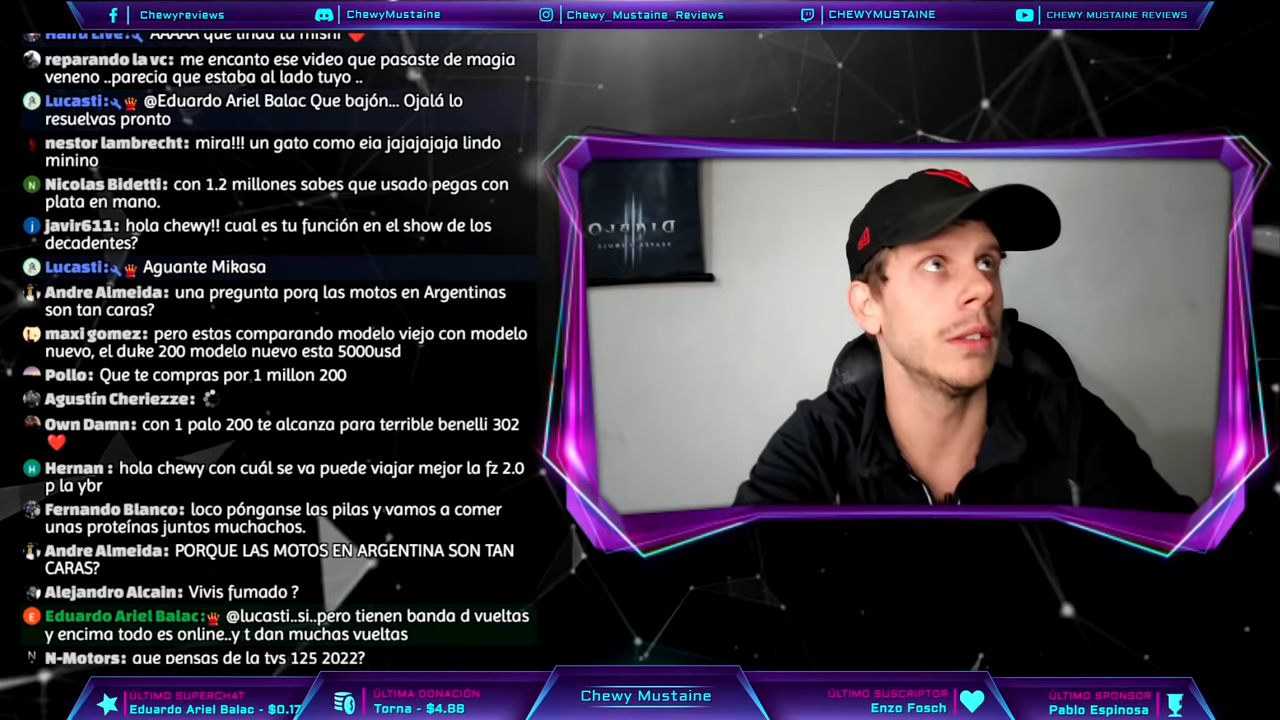 Chewyreviews
ChewyMustaine
Chewy_Mustaine_Reviews
CHEWYMUSTAINE
CHEWY MUSTAINE REVIEWS
Haifu Live: AAAAA que linda tu mishi ❤️
reparando la vc: me encanto ese video que pasaste de magia
veneno ..parecia que estaba al lado tuyo ..
Lucasti: @Eduardo Ariel Balac Que bajón... Ojalá lo
resuelvas pronto
nestor lambrecht: mira!!! un gato como eia jajajajaja lindo
minino
N Nicolas Bidetti: con 1.2 millones sabes que usado pegas con
plata en mano.
j javir611: hola chewy!! cual es tu función en el show de los
decadentes?
Lucasti: Aguante Mikasa
Andre Almeida: una pregunta porq las motos en Argentinas
son tan caras?
maxi gomez: pero estas comparando modelo viejo con modelo
nuevo, el duke 200 modelo nuevo esta 5000usd
Pollo: Que te compras por 1 millon 200
Agustín Cheriezze:
Own Damn: con 1 palo 200 te alcanza para terrible benelli 302
❤️
H Hernan : hola chewy con cuál se va puede viajar mejor la fz 2.0
p la ybr
Fernando Blanco: loco pónganse las pilas y vamos a comer
unas proteínas juntos muchachos.
Andre Almeida: PORQUE LAS MOTOS EN ARGENTINA SON TAN
CARAS?
Alejandro Alcain: Vivis fumado ?
E Eduardo Ariel Balac: @lucasti..si..pero tienen banda d vueltas
y encima todo es online..y t dan muchas vueltas
N N-Motors: que pensas de la tvs 125 2022?
DIABLO
ÚLTIMO SUPERCHAT
Eduardo Ariel Balac - $0.17
ÚLTIMA DONACIÓN
Torna - $4.88
Chewy Mustaine
ÚLTIMO SUSCRIPTOR
Enzo Fosch
ÚLTIMO SPONSOR
Pablo Espinosa